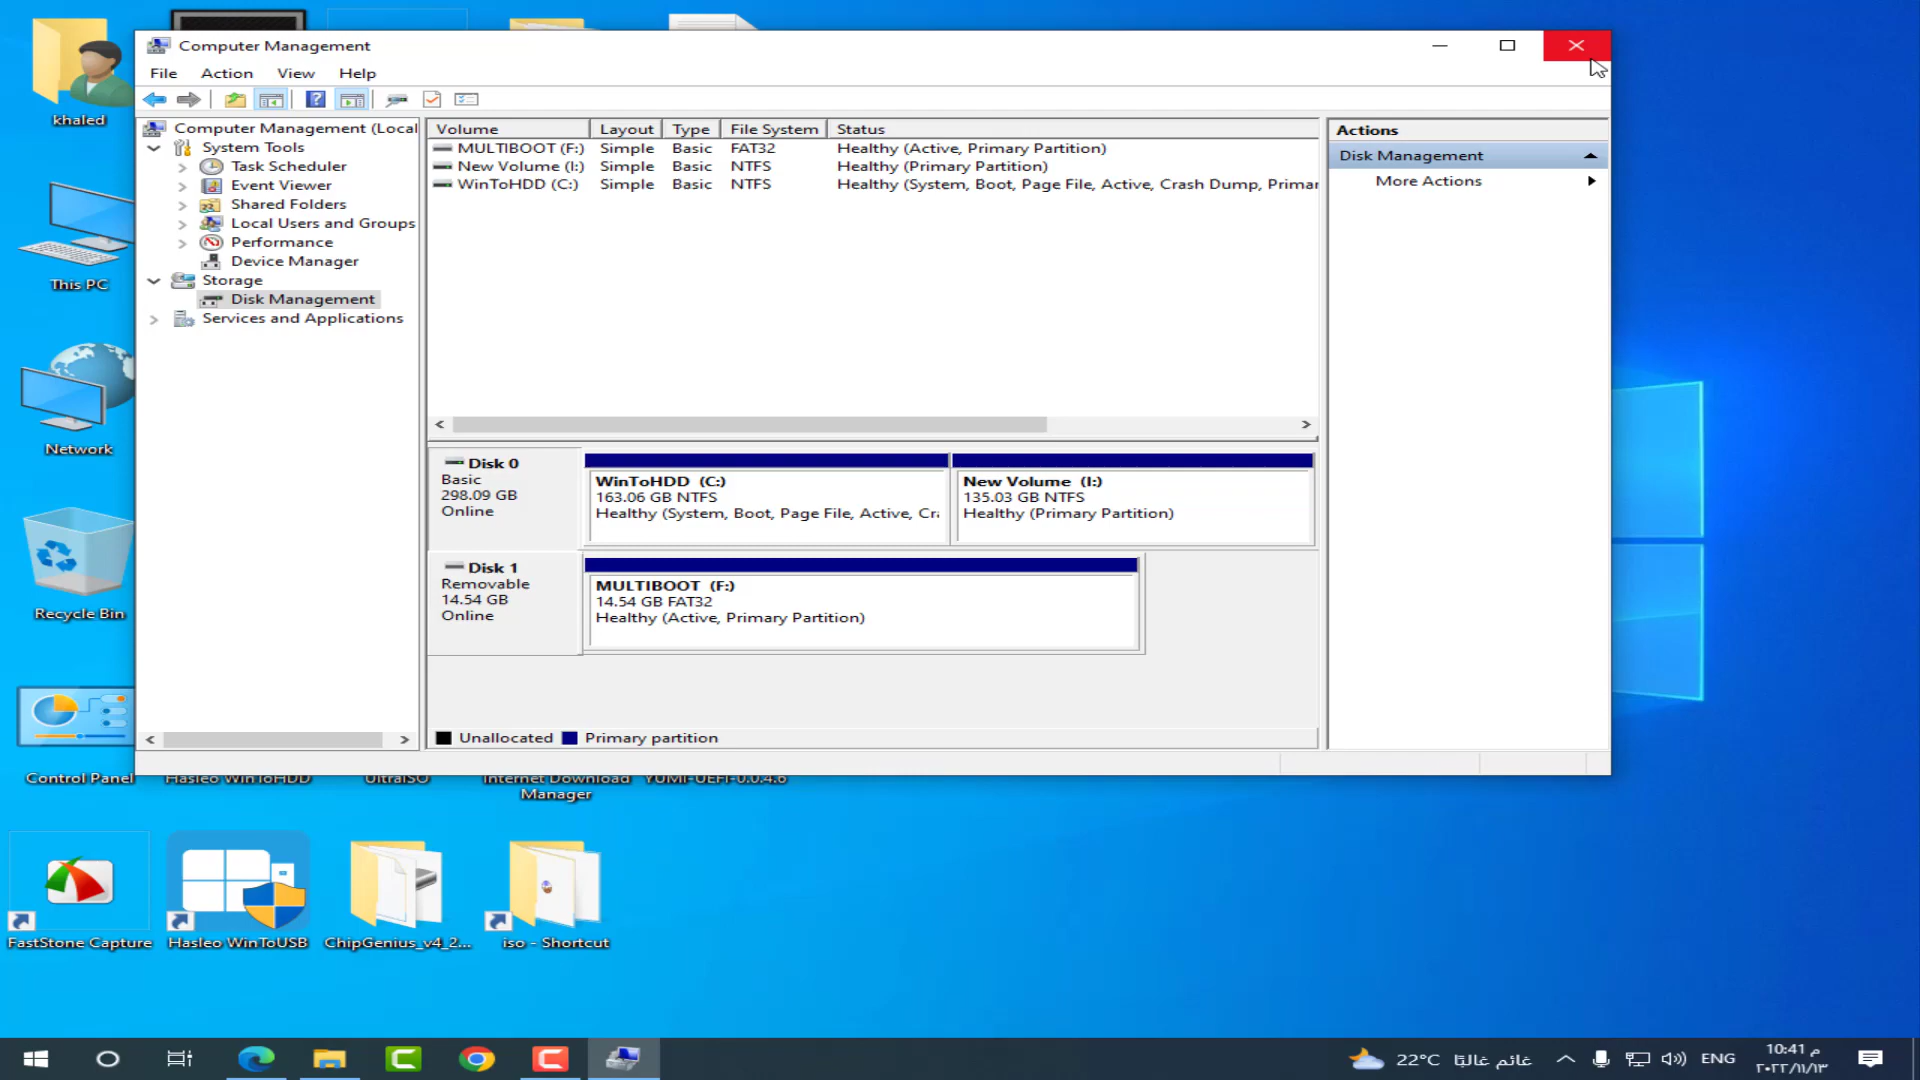 Computer Management
File Action View Help
Computer Management (Local
System Tools
Task Scheduler
Event Viewer
Shared Folders
Local Users and Groups
Performance
Device Manager
Storage
Disk Management
Services and Applications
Volume Layout Type File System Status
MULTIBOOT (F:) Simple Basic FAT32 Healthy (Active, Primary Partition)
New Volume (I:) Simple Basic NTFS Healthy (Primary Partition)
WinToHDD (C:) Simple Basic NTFS Healthy (System, Boot, Page File, Active, Crash Dump, Primar
Disk 0
Basic
298.09 GB
Online
WinToHDD (C:)
163.06 GB NTFS
Healthy (System, Boot, Page File, Active, Cr
New Volume (I:)
135.03 GB NTFS
Healthy (Primary Partition)
Disk 1
Removable
14.54 GB
Online
MULTIBOOT (F:)
14.54 GB FAT32
Healthy (Active, Primary Partition)
Unallocated Primary partition
Actions
Disk Management
More Actions
khaled
This PC
Network
Recycle Bin
Control Panel
Hasleo WinToHDD
UltraISO
Internet Download
Manager
YUMI-UEFI-0.0.4.6
FastStone Capture
Hasleo WinToUSB
ChipGenius_v4_2...
iso - Shortcut
22°C غائم غالبًا
ENG
10:41 م
٢٠٢٢/١١/١٣